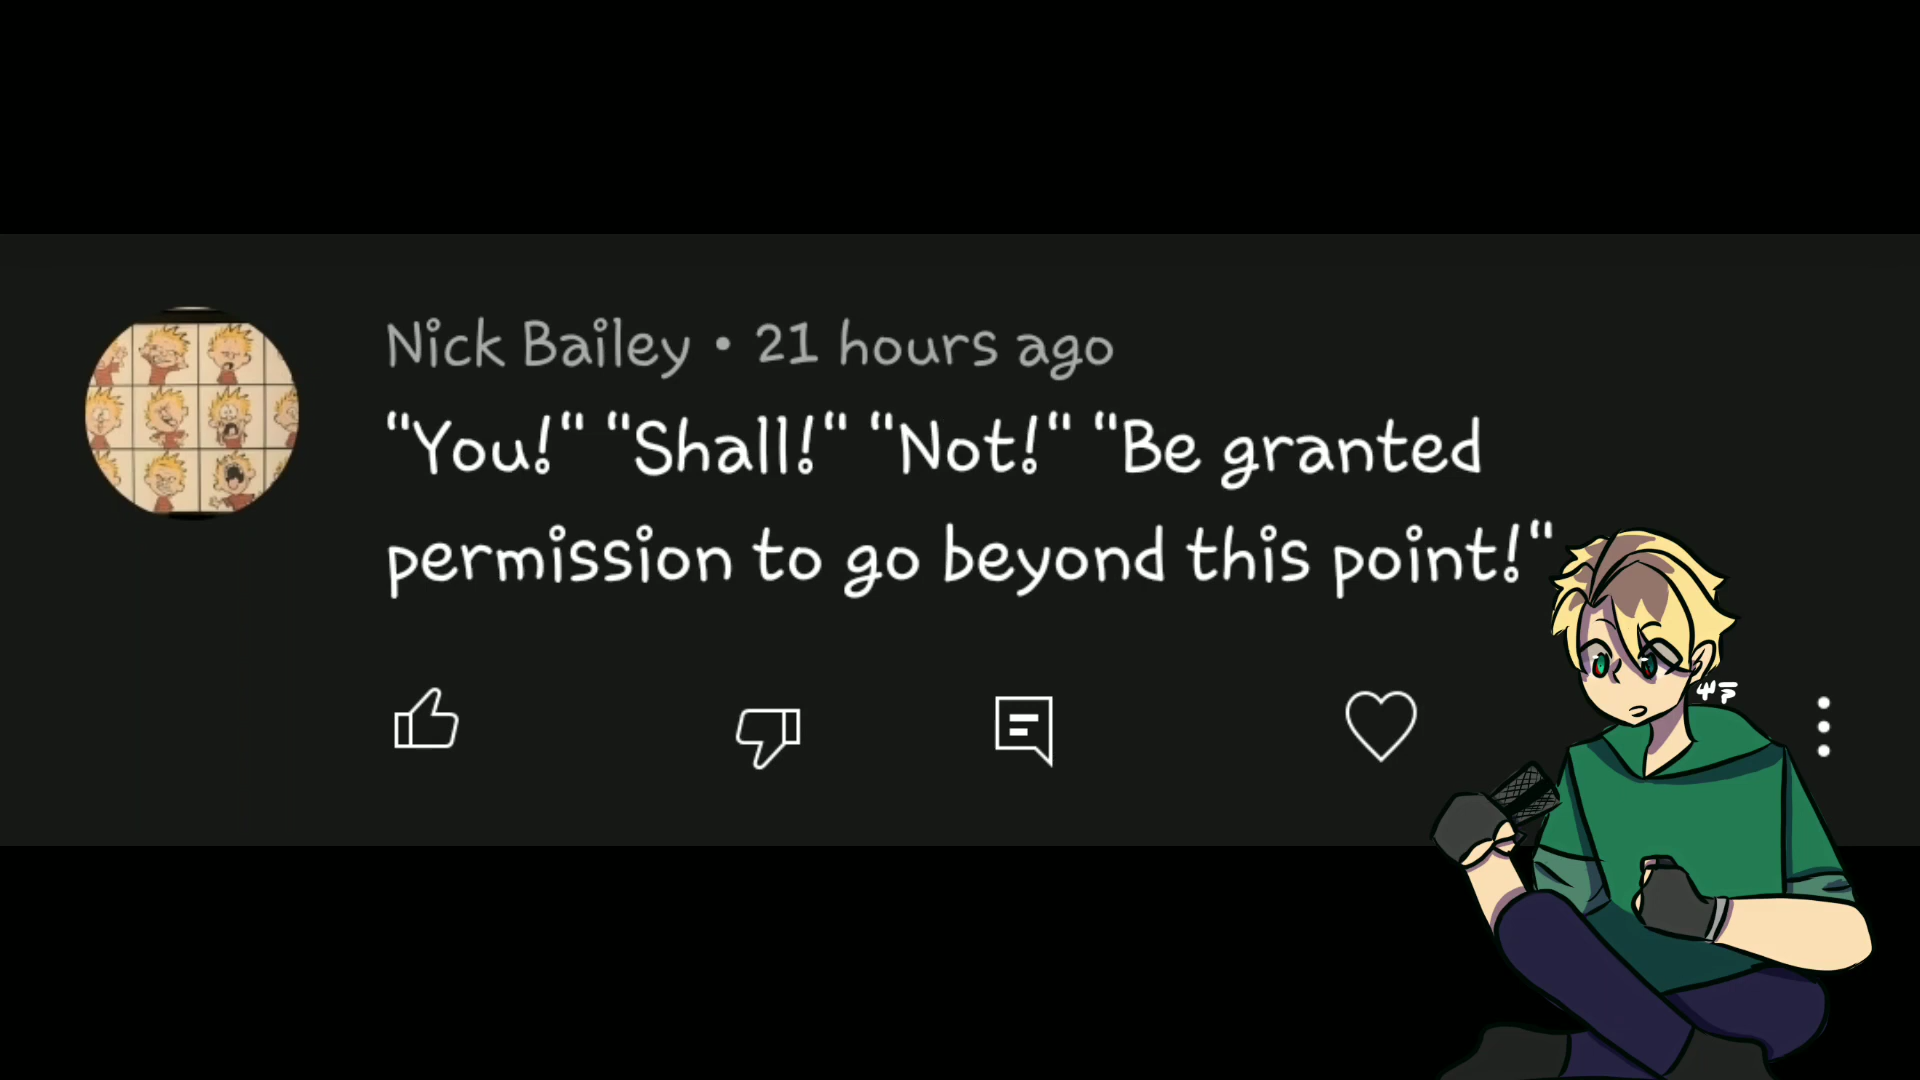 Nick Bailey • 21 hours ago
“You!“ “Shall!“ “Not!“ “Be granted
permission to go beyond this point!“